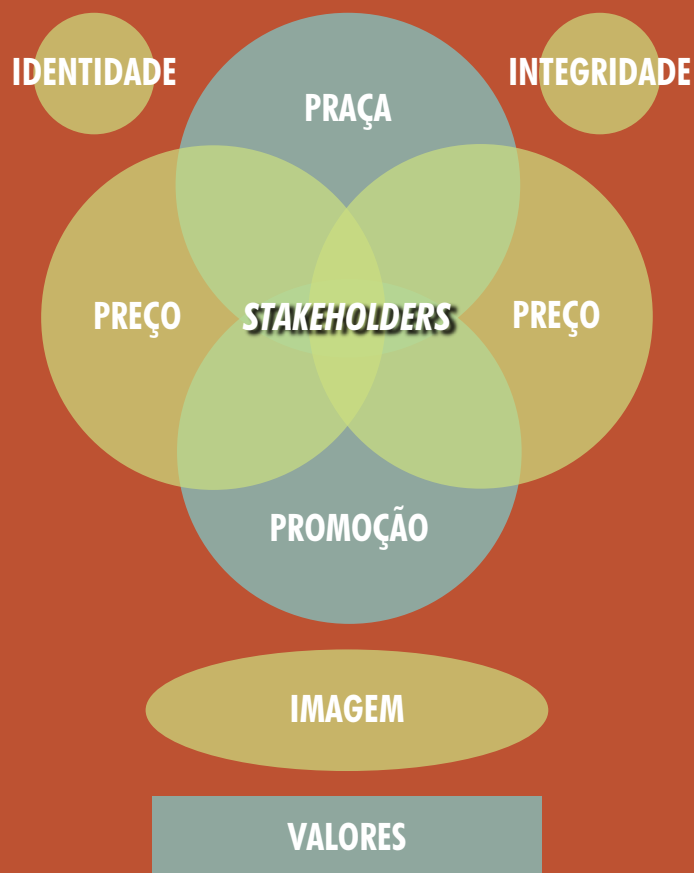 IDENTIDADE
INTEGRIDADE
PRAÇA
PREÇO
STAKEHOLDERS
PREÇO
PROMOÇÃO
IMAGEM
VALORES